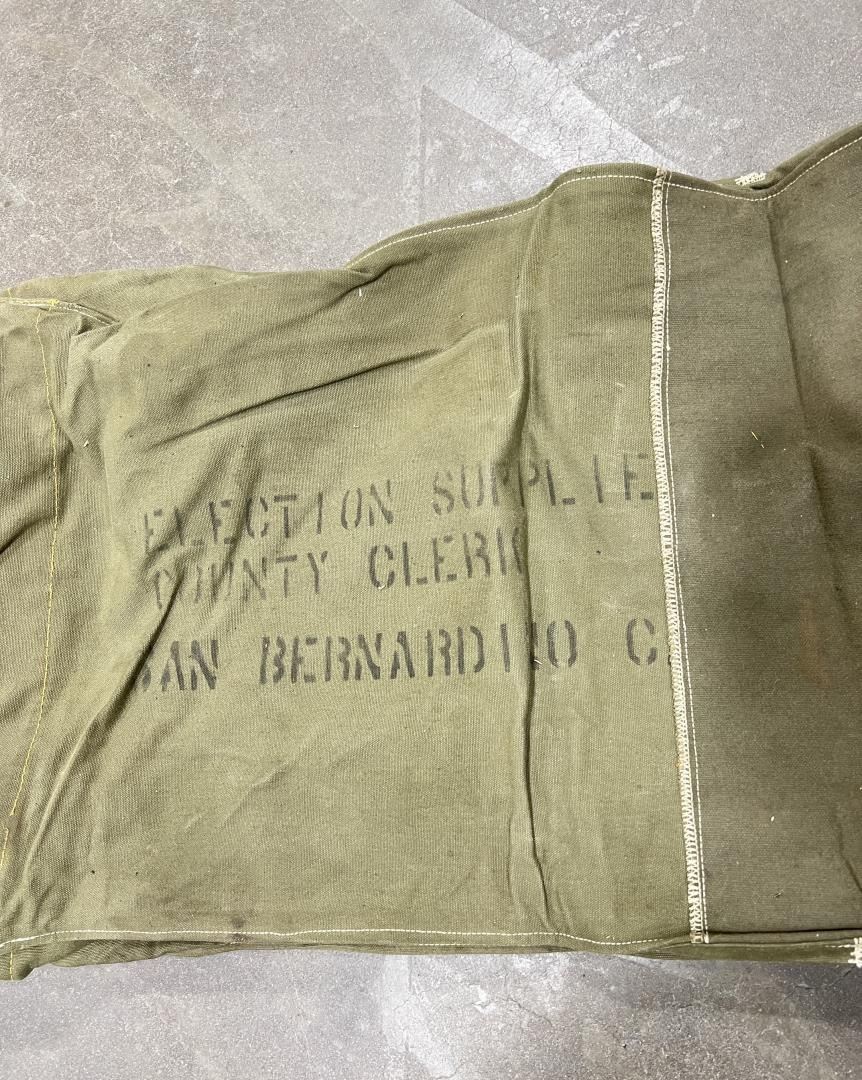 ELECTION SUPPLIE
COUNTY CLERK
SAN BERNARDINO C